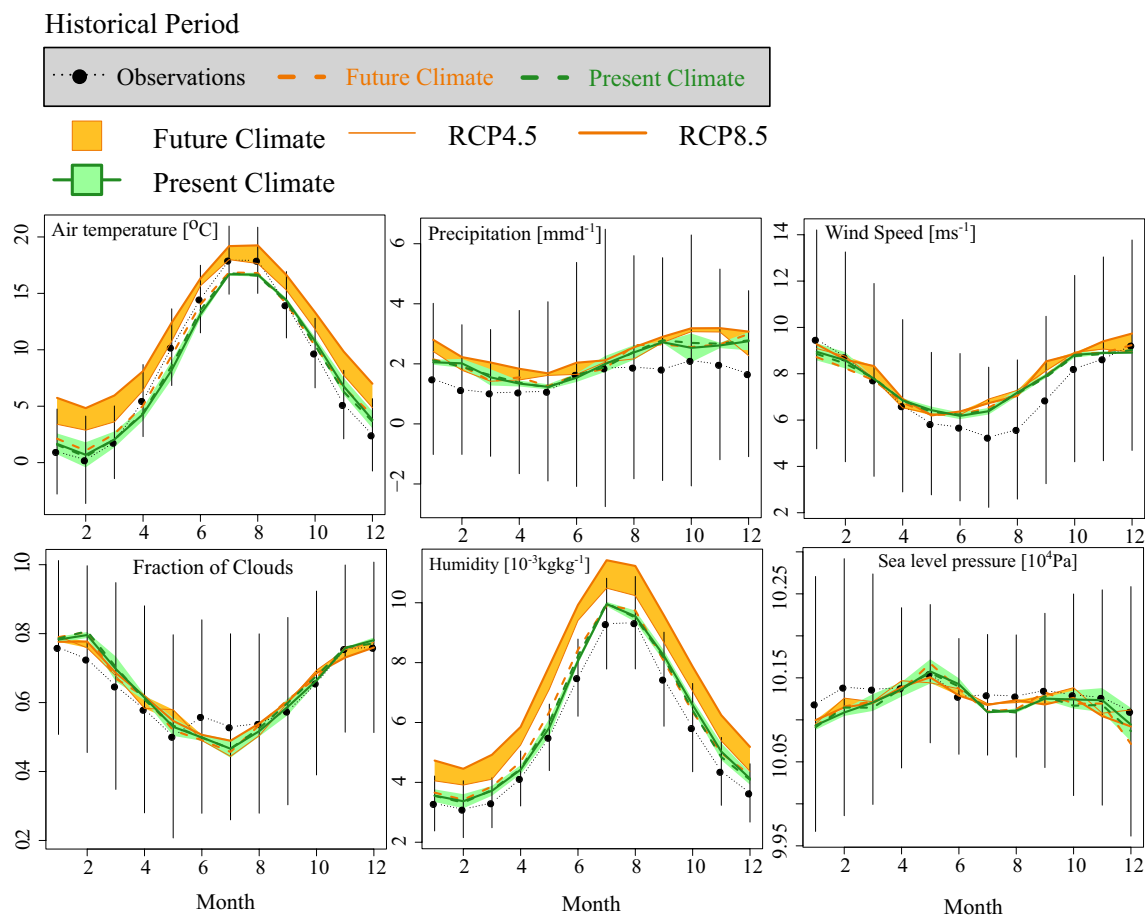 Historical Period
Observations Future Climate Present Climate
Future Climate RCP4.5 RCP8.5
Present Climate
Air temperature [°C]
0 5 10 15 20
2 4 6 8 10 12
Precipitation [mmd⁻¹]
−2 0 2 4 6
2 4 6 8 10 12
Wind Speed [ms⁻¹]
2 4 6 8 10 12 14
2 4 6 8 10 12
Fraction of Clouds
0.2 0.4 0.6 0.8 1.0
2 4 6 8 10 12
Month
Humidity [10⁻³kgkg⁻¹]
2 4 6 8 10
2 4 6 8 10 12
Month
Sea level pressure [10⁴Pa]
9.95 10.05 10.15 10.25
2 4 6 8 10 12
Month